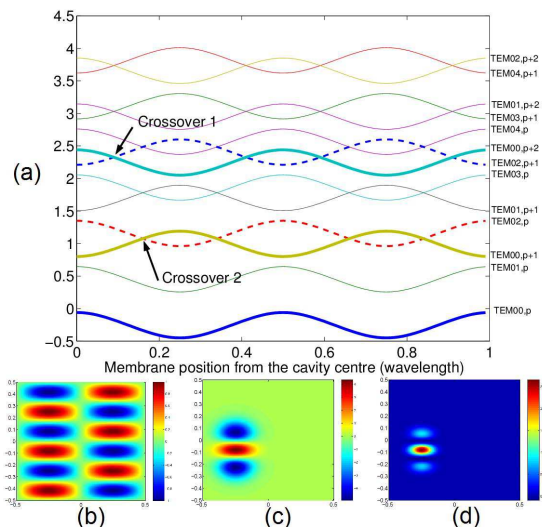 4.5
4
3.5
3
2.5
2
1.5
1
0.5
0
−0.5
(a)
Crossover 1
Crossover 2
TEM02,p+2
TEM04,p+1
TEM01,p+2
TEM03,p+1
TEM04,p
TEM00,p+2
TEM02,p+1
TEM03,p
TEM01,p+1
TEM02,p
TEM00,p+1
TEM01,p
TEM00,p
0 0.2 0.4 0.6 0.8 1
Membrane position from the cavity centre (wavelength)
(b) (c) (d)